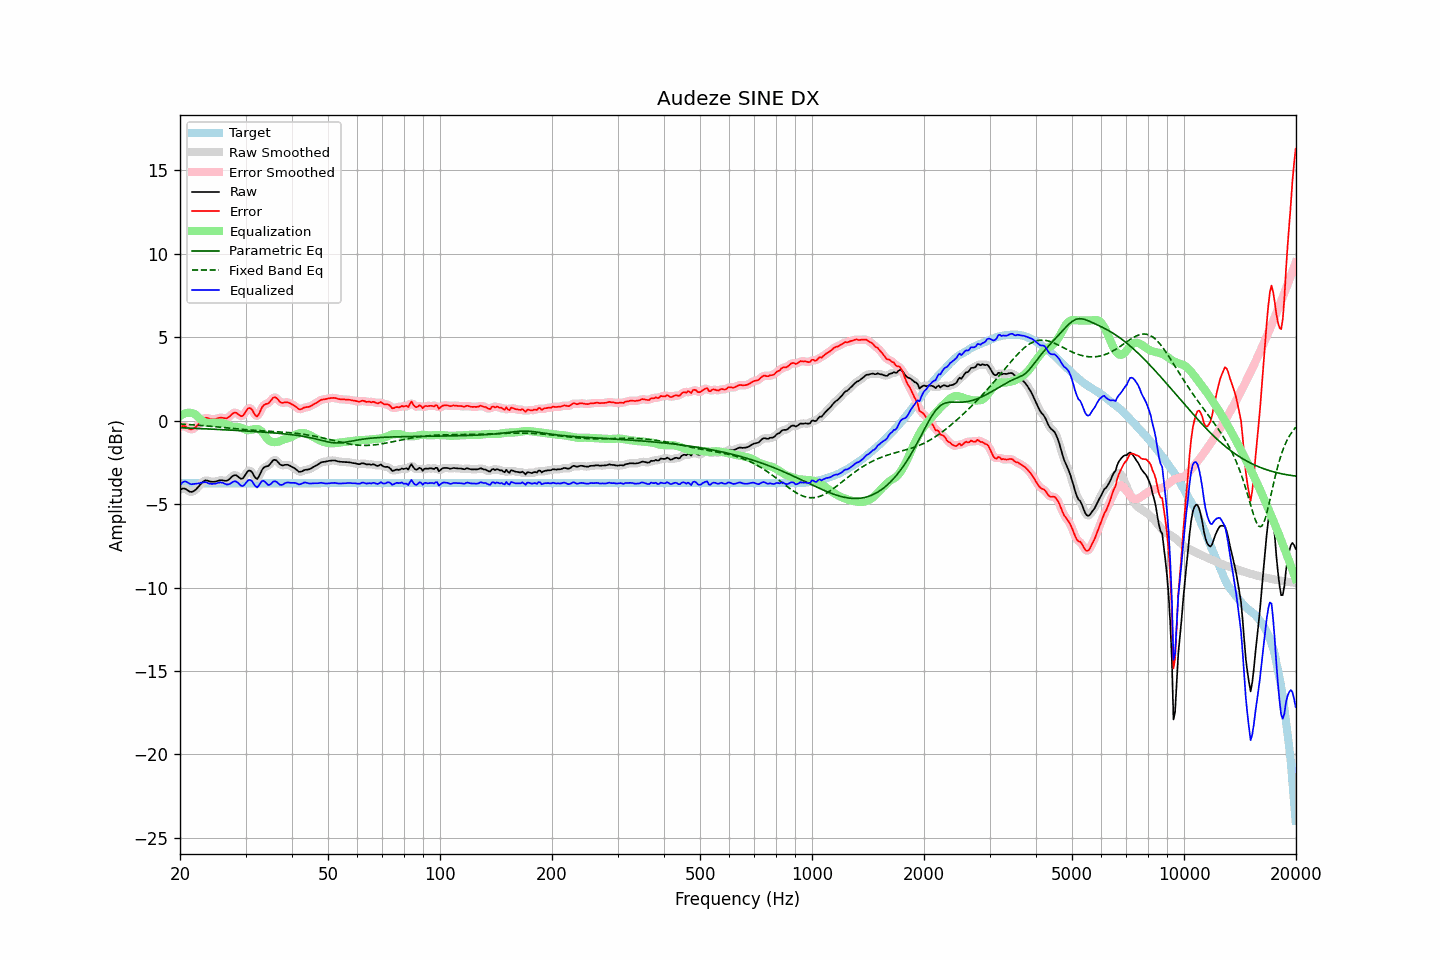 Audeze SINE DX
Target
Raw Smoothed
Error Smoothed
Raw
Error
Equalization
Parametric Eq
Fixed Band Eq
Equalized
15
10
5
0
−5
−10
−15
−20
−25
Amplitude (dBr)
20
50
100
200
500
1000
2000
5000
10000
20000
Frequency (Hz)